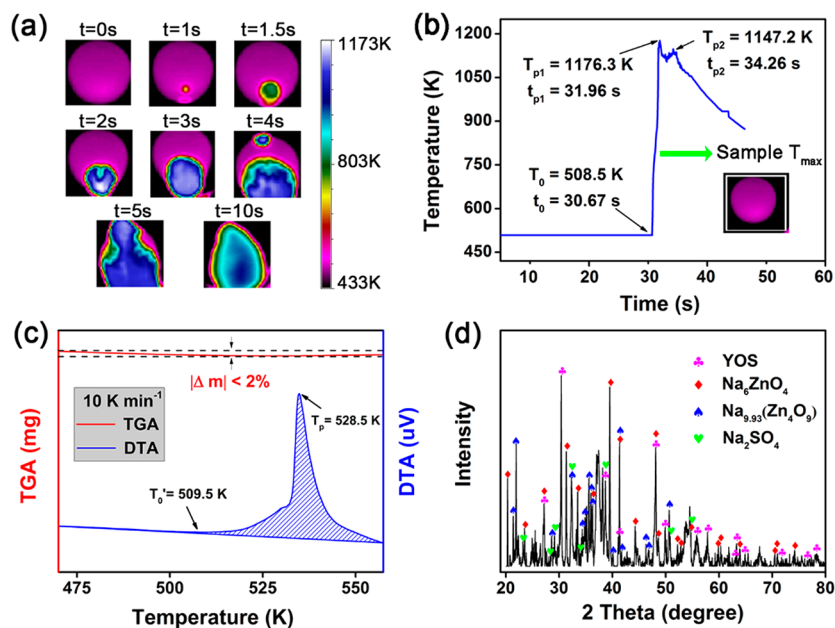 (a)
t=0s t=1s t=1.5s
t=2s t=3s t=4s
t=5s t=10s
1173K
803K
433K
(b)
Temperature (K)
1200
1050
900
750
600
450
T_p1 = 1176.3 K
t_p1 = 31.96 s
T_p2 = 1147.2 K
t_p2 = 34.26 s
Sample T_max
T_0 = 508.5 K
t_0 = 30.67 s
10 20 30 40 50 60
Time (s)
(c)
TGA (mg)
|Δ m| < 2%
10 K min⁻¹
TGA
DTA
T_p = 528.5 K
T_0' = 509.5 K
DTA (uV)
475 500 525 550
Temperature (K)
(d)
Intensity
♣ YOS
♦ Na₆ZnO₄
♠ Na₉.₉₃(Zn₄O₉)
♥ Na₂SO₄
20 30 40 50 60 70 80
2 Theta (degree)